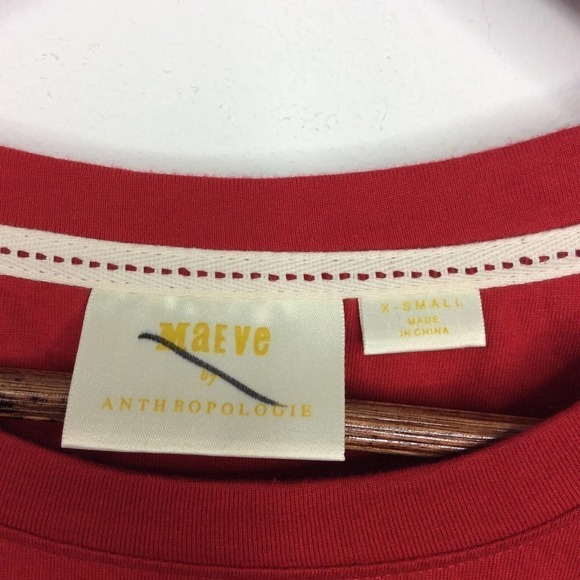 MaEVe
by
ANTHROPOLOGIE
X-SMALL
MADE
IN CHINA